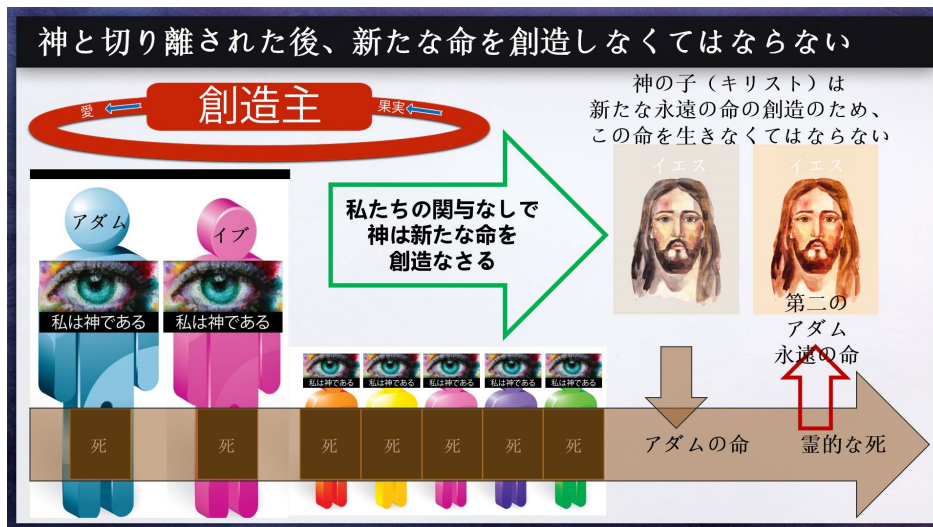 神と切り離された後、新たな命を創造しなくてはならない
愛
創造主
果実
神の子（キリスト）は
新たな永遠の命の創造のため、
この命を生きなくてはならない
イエス
イエス
アダム
イブ
私は神である
私は神である
私たちの関与なしで
神は新たな命を
創造なさる
第二の
アダム
永遠の命
私は神である
私は神である
私は神である
私は神である
私は神である
死
死
死
死
死
死
死
アダムの命
霊的な死